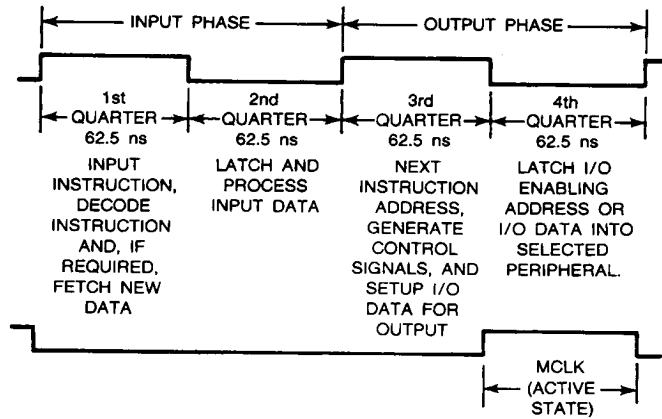 INPUT PHASE
OUTPUT PHASE
1st
QUARTER
62.5 ns
INPUT
INSTRUCTION,
DECODE
INSTRUCTION
AND, IF
REQUIRED,
FETCH NEW
DATA
2nd
QUARTER
62.5 ns
LATCH AND
PROCESS
INPUT DATA
3rd
QUARTER
62.5 ns
NEXT
INSTRUCTION
ADDRESS,
GENERATE
CONTROL
SIGNALS, AND
SETUP I/O
DATA FOR
OUTPUT
4th
QUARTER
62.5 ns
LATCH I/O
ENABLING
ADDRESS OR
I/O DATA INTO
SELECTED
PERIPHERAL.
MCLK
(ACTIVE
STATE)